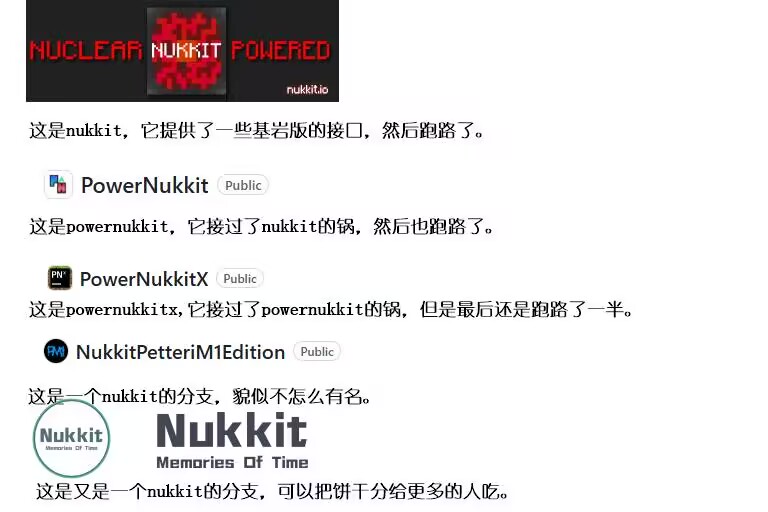 NUCLEAR NUKKIT POWERED
nukkit.io
这是nukkit，它提供了一些基岩版的接口，然后跑路了。
PowerNukkit Public
这是powernukkit，它接过了nukkit的锅，然后也跑路了。
PNX PowerNukkitX Public
这是powernukkitx,它接过了powernukkit的锅，但是最后还是跑路了一半。
PM1 NukkitPetteriM1Edition Public
这是一个nukkit的分支，貌似不怎么有名。
Nukkit Nukkit
Memories Of Time Memories Of Time
这是又是一个nukkit的分支，可以把饼干分给更多的人吃。